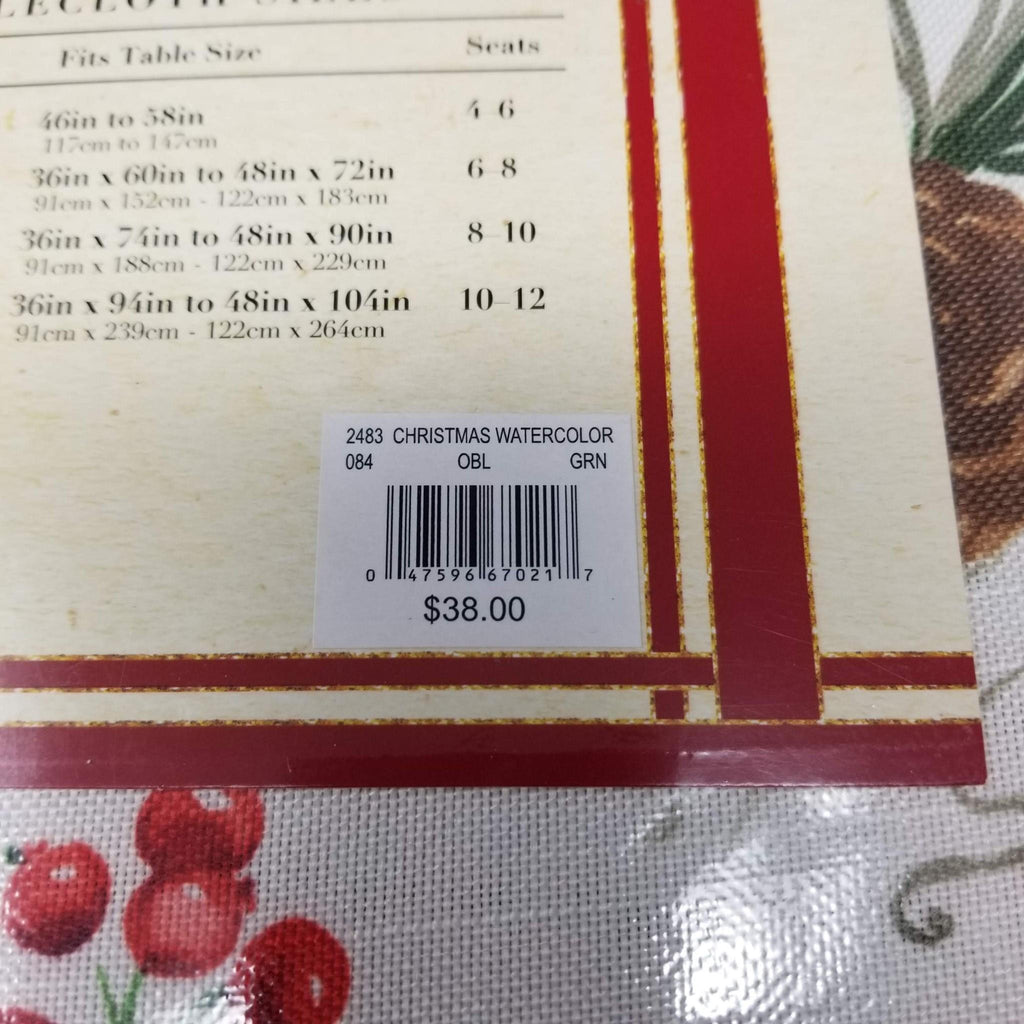 Fits Table Size Seats
46in to 58in 4–6
117cm to 147cm
36in x 60in to 48in x 72in 6–8
91cm x 152cm - 122cm x 183cm
36in x 74in to 48in x 90in 8–10
91cm x 188cm - 122cm x 229cm
36in x 94in to 48in x 104in 10–12
91cm x 239cm - 122cm x 264cm
2483 CHRISTMAS WATERCOLOR
084 OBL GRN
0 47596 67021 7
$38.00